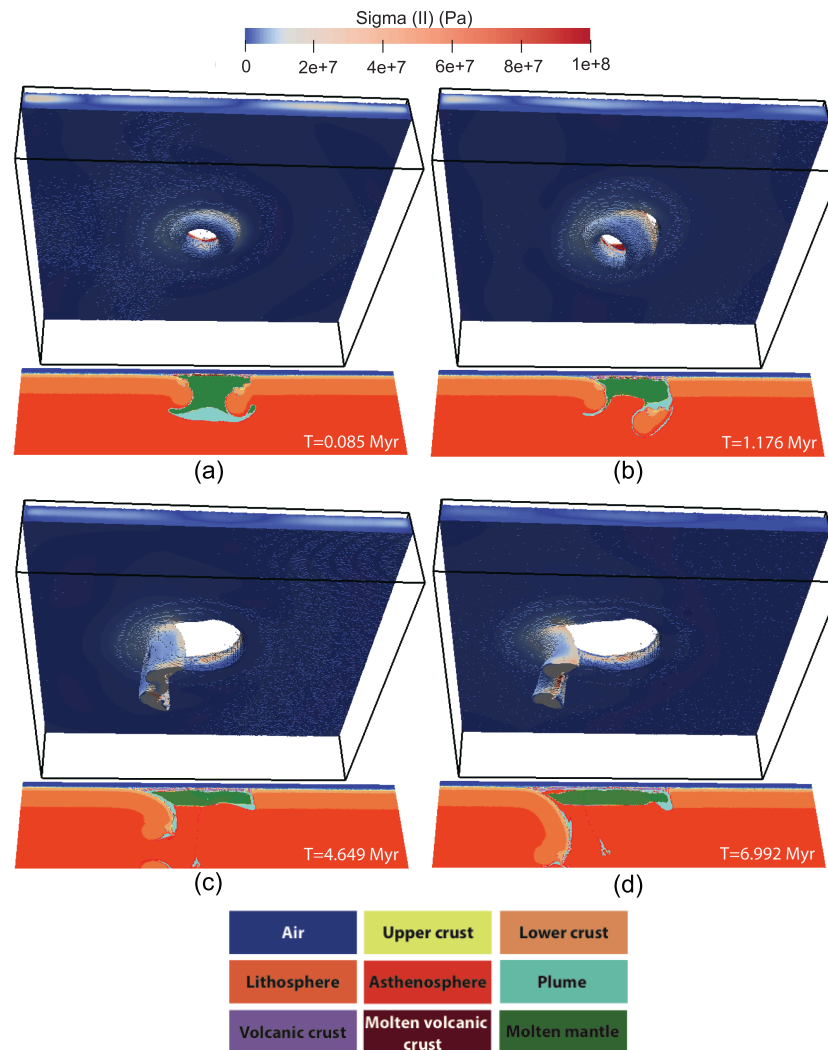 Sigma (II) (Pa)
0 2e+7 4e+7 6e+7 8e+7 1e+8
T=0.085 Myr
T=1.176 Myr
(a)
(b)
T=4.649 Myr
T=6.992 Myr
(c)
(d)
Air
Upper crust
Lower crust
Lithosphere
Asthenosphere
Plume
Volcanic crust
Molten volcanic
crust
Molten mantle